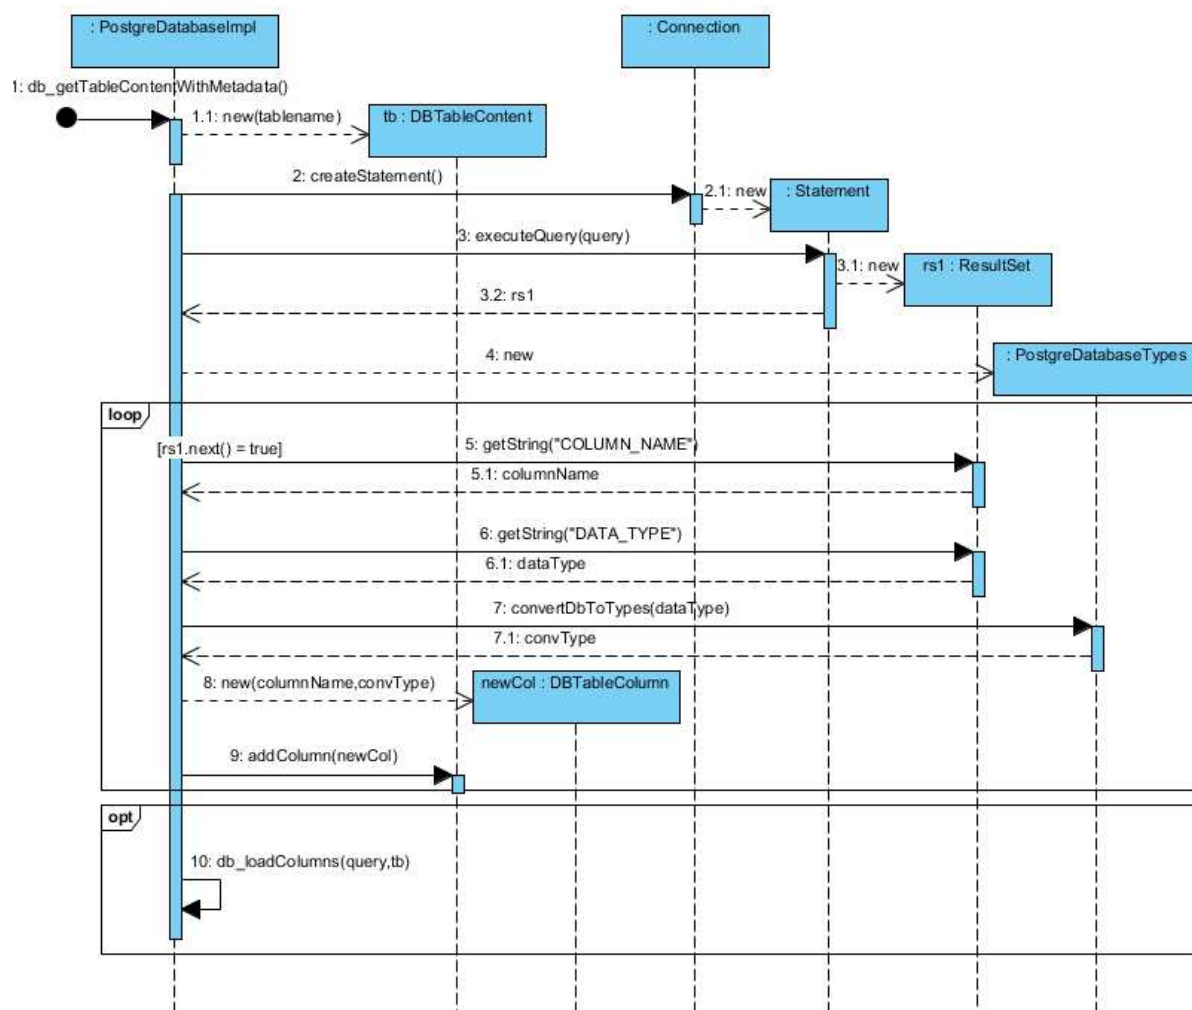 : PostgreDatabaseImpl
: Connection
1: db_getTableContentWithMetadata()
1.1: new(tablename)
tb : DBTableContent
2: createStatement()
2.1: new
: Statement
3: executeQuery(query)
3.1: new
rs1 : ResultSet
3.2: rs1
4: new
: PostgreDatabaseTypes
loop
[rs1.next() = true]
5: getString("COLUMN_NAME")
5.1: columnName
6: getString("DATA_TYPE")
6.1: dataType
7: convertDbToTypes(dataType)
7.1: convType
8: new(columnName,convType)
newCol : DBTableColumn
9: addColumn(newCol)
opt
10: db_loadColumns(query,tb)